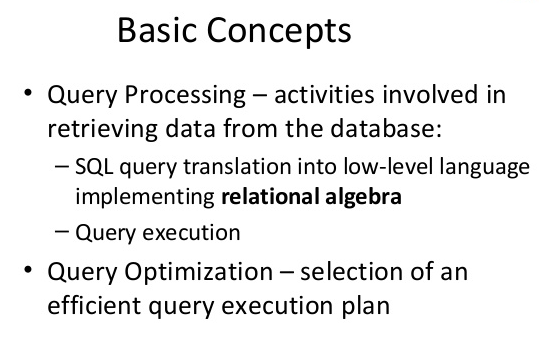 Basic Concepts
• Query Processing – activities involved in
retrieving data from the database:
– SQL query translation into low-level language
implementing relational algebra
– Query execution
• Query Optimization – selection of an
efficient query execution plan